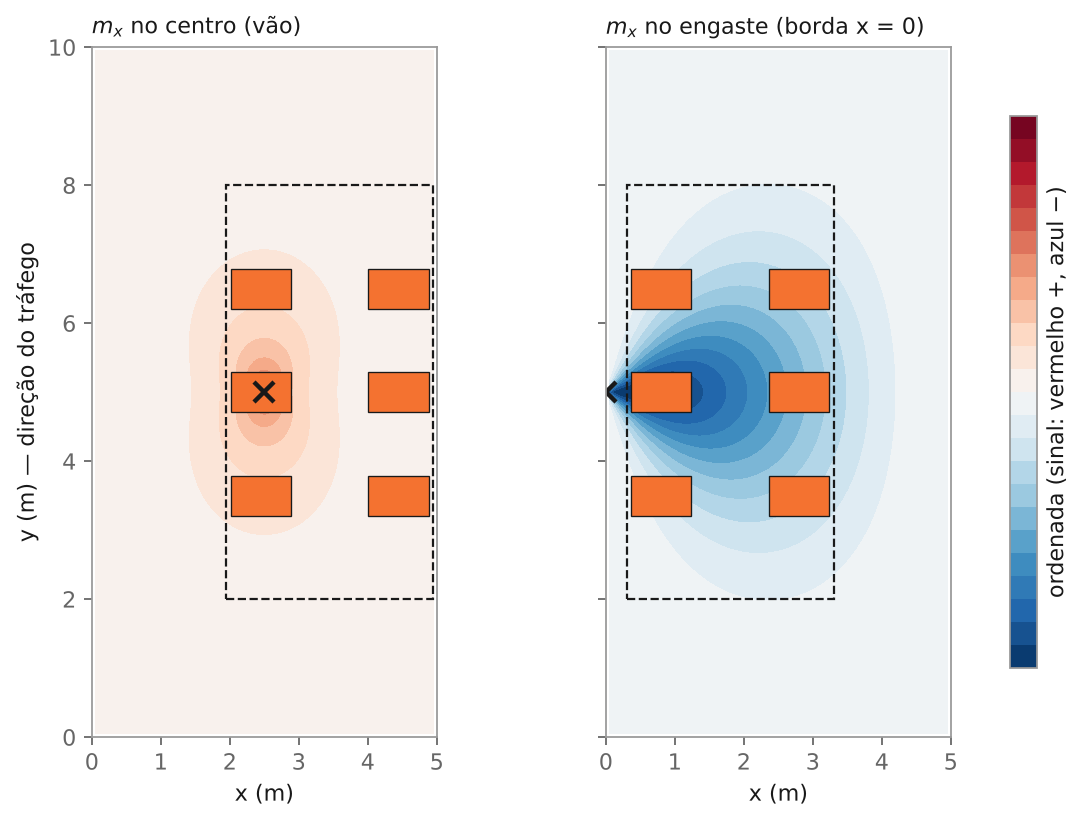 mₓ no centro (vão)
mₓ no engaste (borda x = 0)
10
8
6
4
2
0
y (m) — direção do tráfego
0 1 2 3 4 5
x (m)
0 1 2 3 4 5
x (m)
ordenada (sinal: vermelho +, azul −)